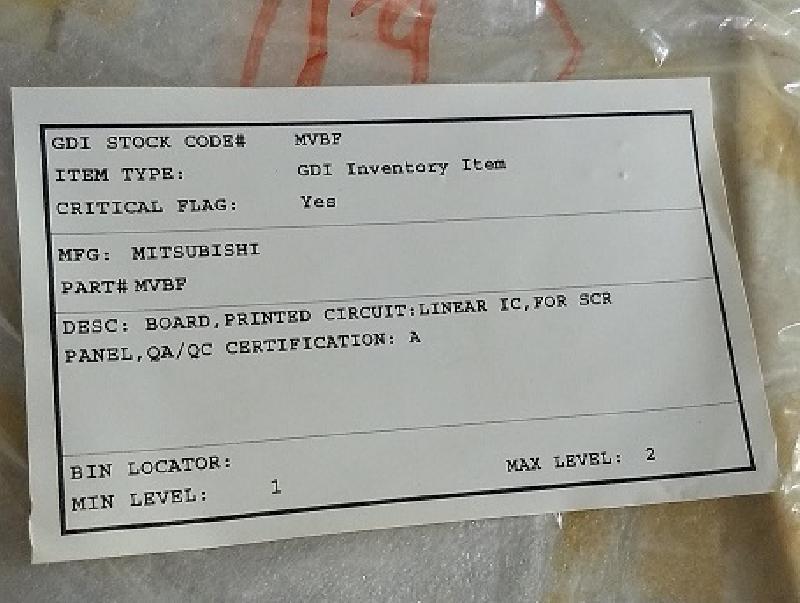 GDI STOCK CODE# MVBF
ITEM TYPE: GDI Inventory Item
CRITICAL FLAG: Yes
MFG: MITSUBISHI
PART# MVBF
DESC: BOARD,PRINTED CIRCUIT:LINEAR IC,FOR SCR
PANEL,QA/QC CERTIFICATION: A
BIN LOCATOR:
MIN LEVEL: 1 MAX LEVEL: 2